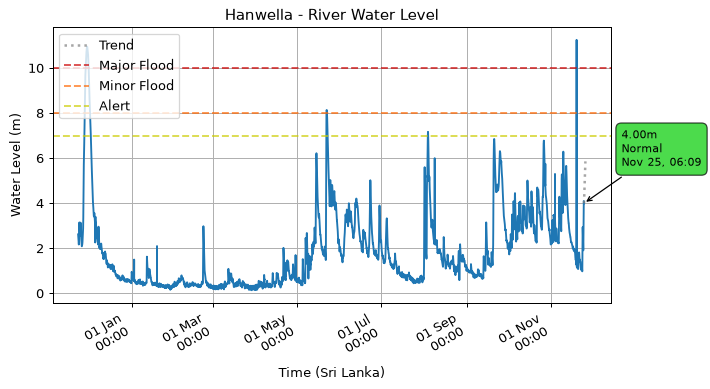 Hanwella - River Water Level
Trend
Major Flood
Minor Flood
Alert
10
8
6
4
2
0
Water Level (m)
4.00m
Normal
Nov 25, 06:09
01 Jan
00:00
01 Mar
00:00
01 May
00:00
01 Jul
00:00
01 Sep
00:00
01 Nov
00:00
Time (Sri Lanka)